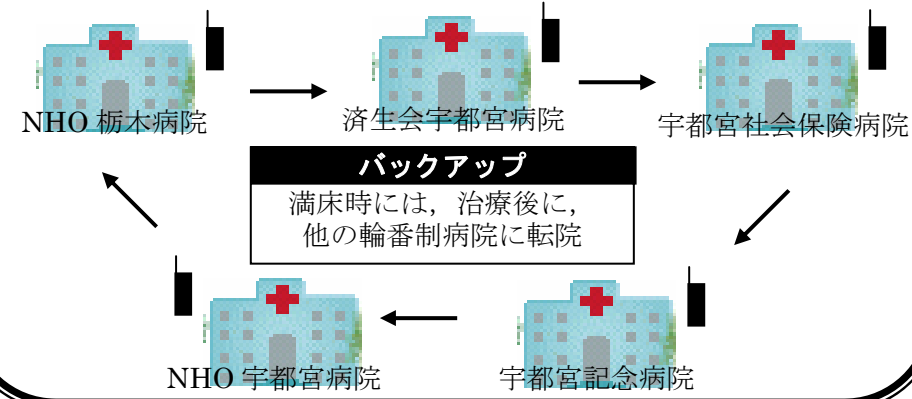 NHO 栃木病院
済生会宇都宮病院
宇都宮社会保険病院
バックアップ
満床時には，治療後に，
他の輪番制病院に転院
NHO 宇都宮病院
宇都宮記念病院